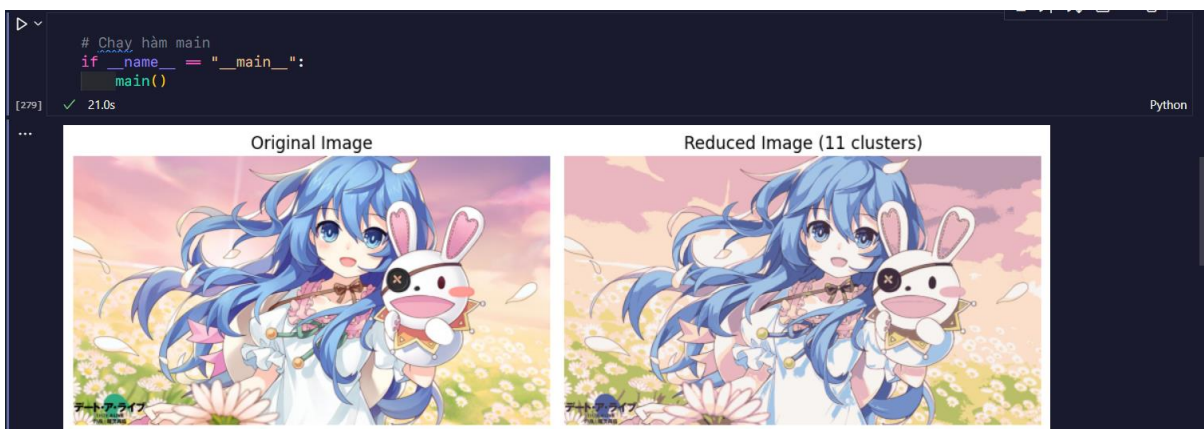 # Chạy hàm main
if __name__ == "__main__":
main()
[279]
21.0s
Python
...
Original Image
Reduced Image (11 clusters)
デート・ア・ライブ
デート・ア・ライブ